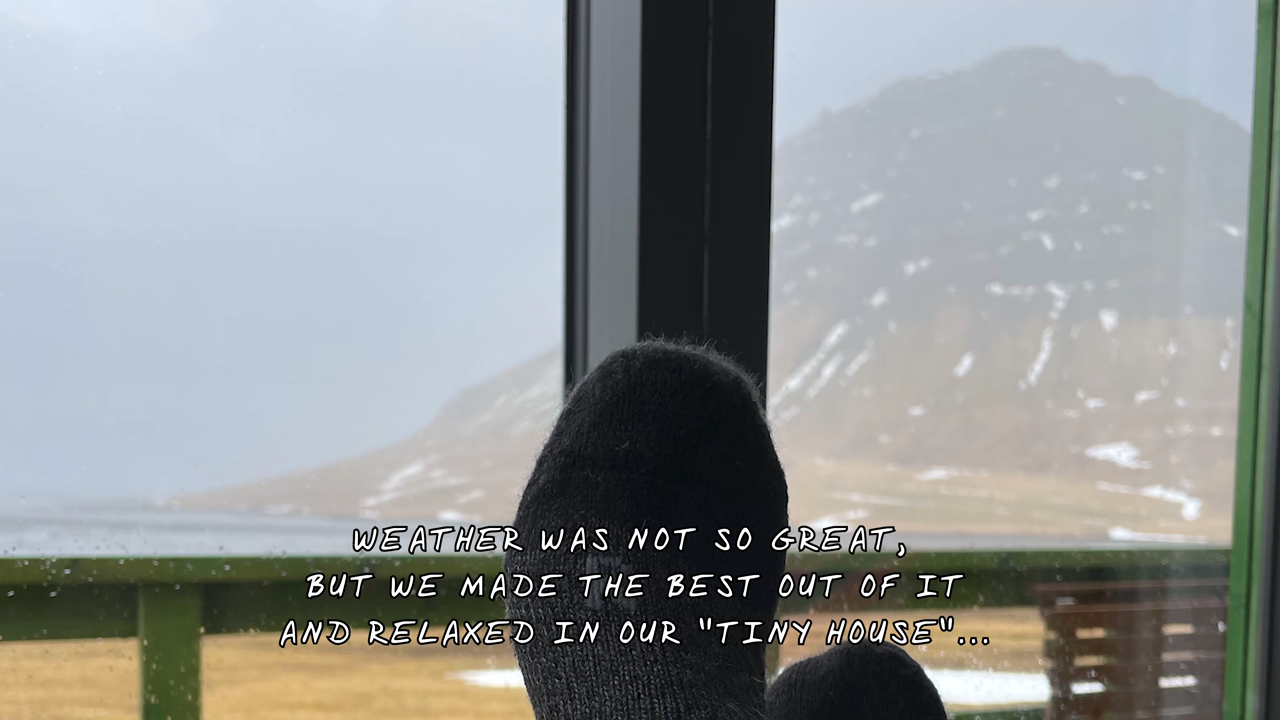 WEATHER WAS NOT SO GREAT,
BUT WE MADE THE BEST OUT OF IT
AND RELAXED IN OUR "TINY HOUSE"...